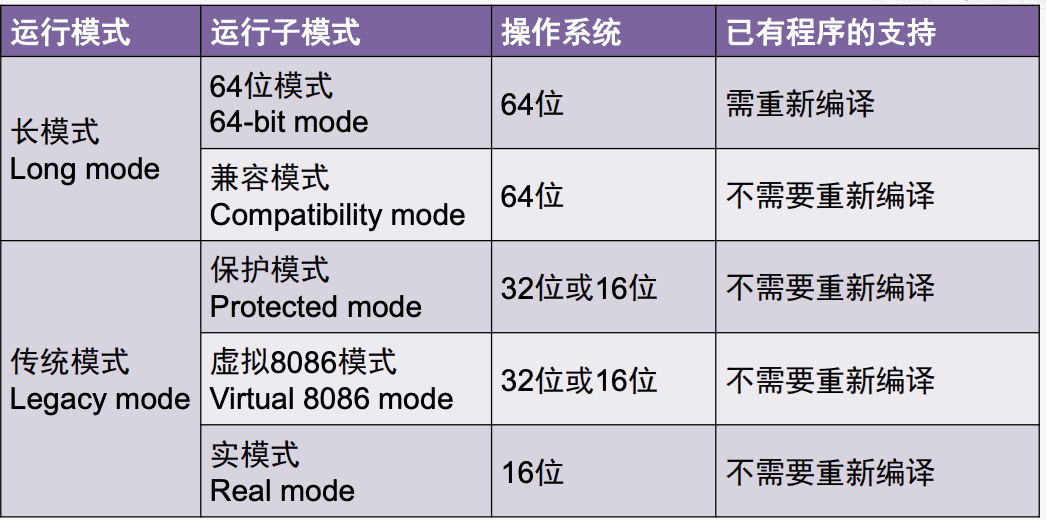 运行模式 运行子模式 操作系统 已有程序的支持
长模式
Long mode
64位模式
64-bit mode
64位
需重新编译
兼容模式
Compatibility mode
64位
不需要重新编译
传统模式
Legacy mode
保护模式
Protected mode
32位或16位
不需要重新编译
虚拟8086模式
Virtual 8086 mode
32位或16位
不需要重新编译
实模式
Real mode
16位
不需要重新编译